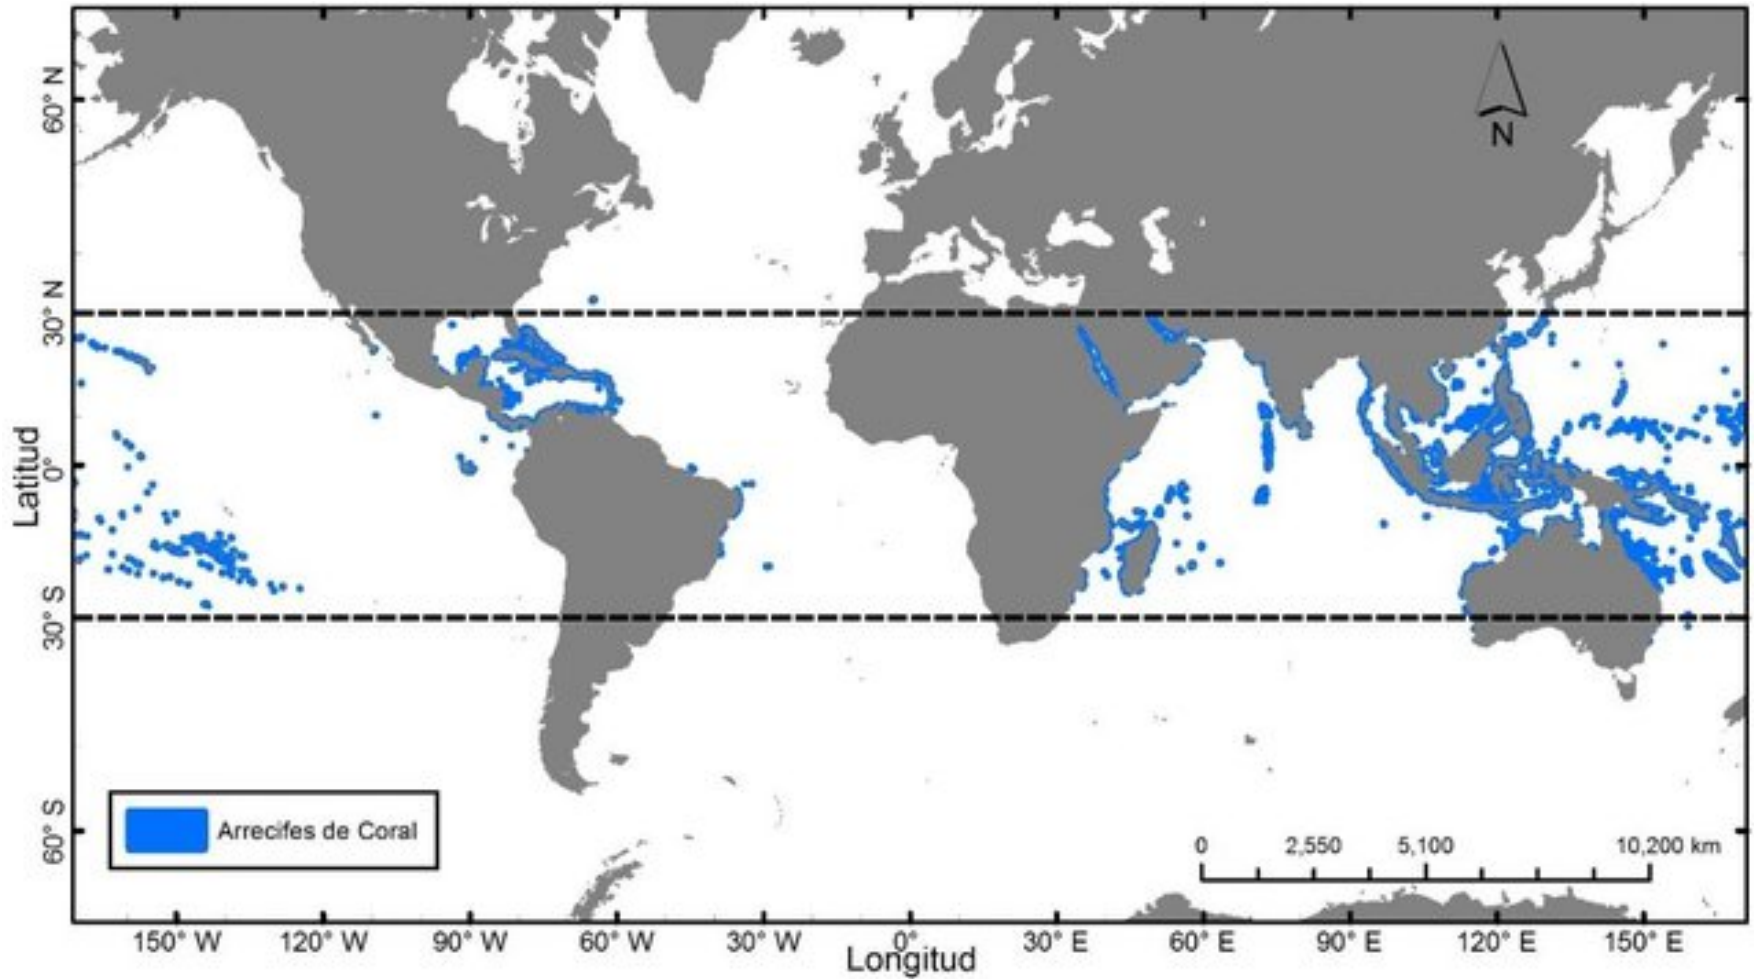 N
60° N
30° N
0°
30° S
60° S
Latitud
Arrecifes de Coral
0 2,550 5,100 10,200 km
150° W 120° W 90° W 60° W 30° W 0° 30° E 60° E 90° E 120° E 150° E
Longitud